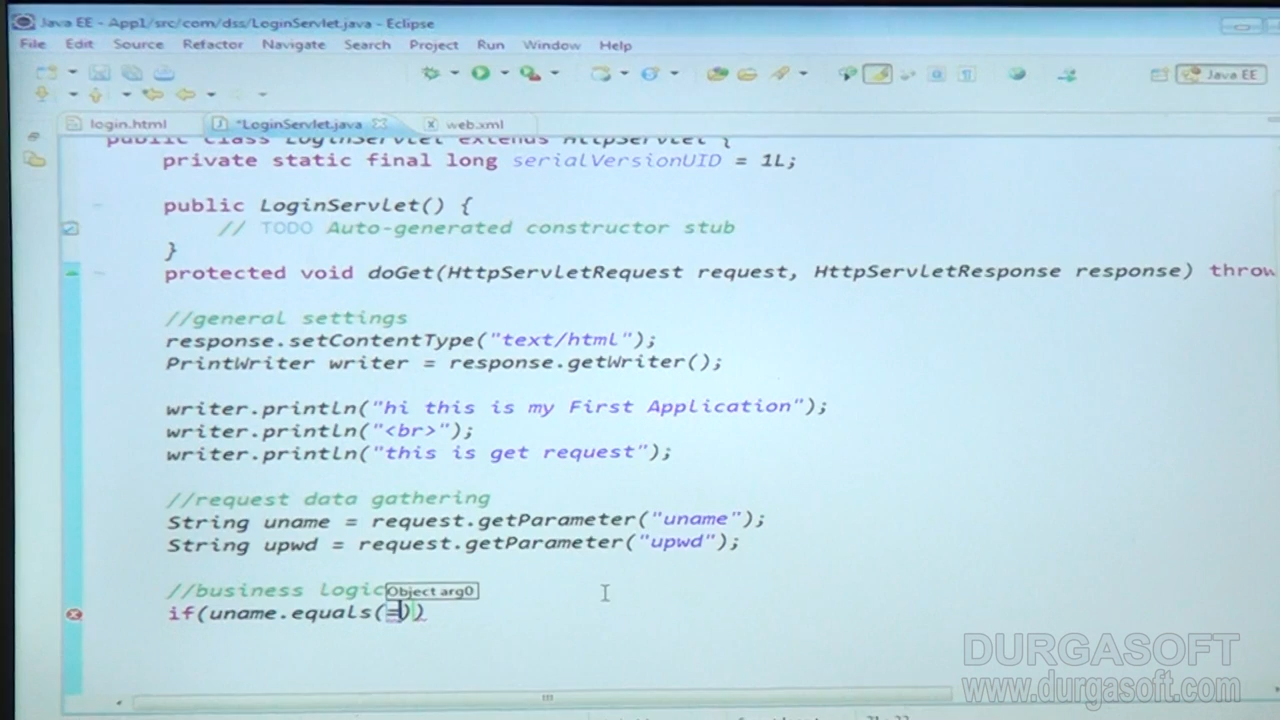 Java EE - App1/src/com/dss/LoginServlet.java - Eclipse
File Edit Source Refactor Navigate Search Project Run Window Help
Java EE
login.html *LoginServlet.java web.xml
public class LoginServlet extends HttpServlet {
private static final long serialVersionUID = 1L;
public LoginServlet() {
// TODO Auto-generated constructor stub
}
protected void doGet(HttpServletRequest request, HttpServletResponse response) throw
//general settings
response.setContentType("text/html");
PrintWriter writer = response.getWriter();
writer.println("hi this is my First Application");
writer.println("<br>");
writer.println("this is get request");
//request data gathering
String uname = request.getParameter("uname");
String upwd = request.getParameter("upwd");
//business logic
Object arg0
if(uname.equals(=))
DURGASOFT
www.durgasoft.com